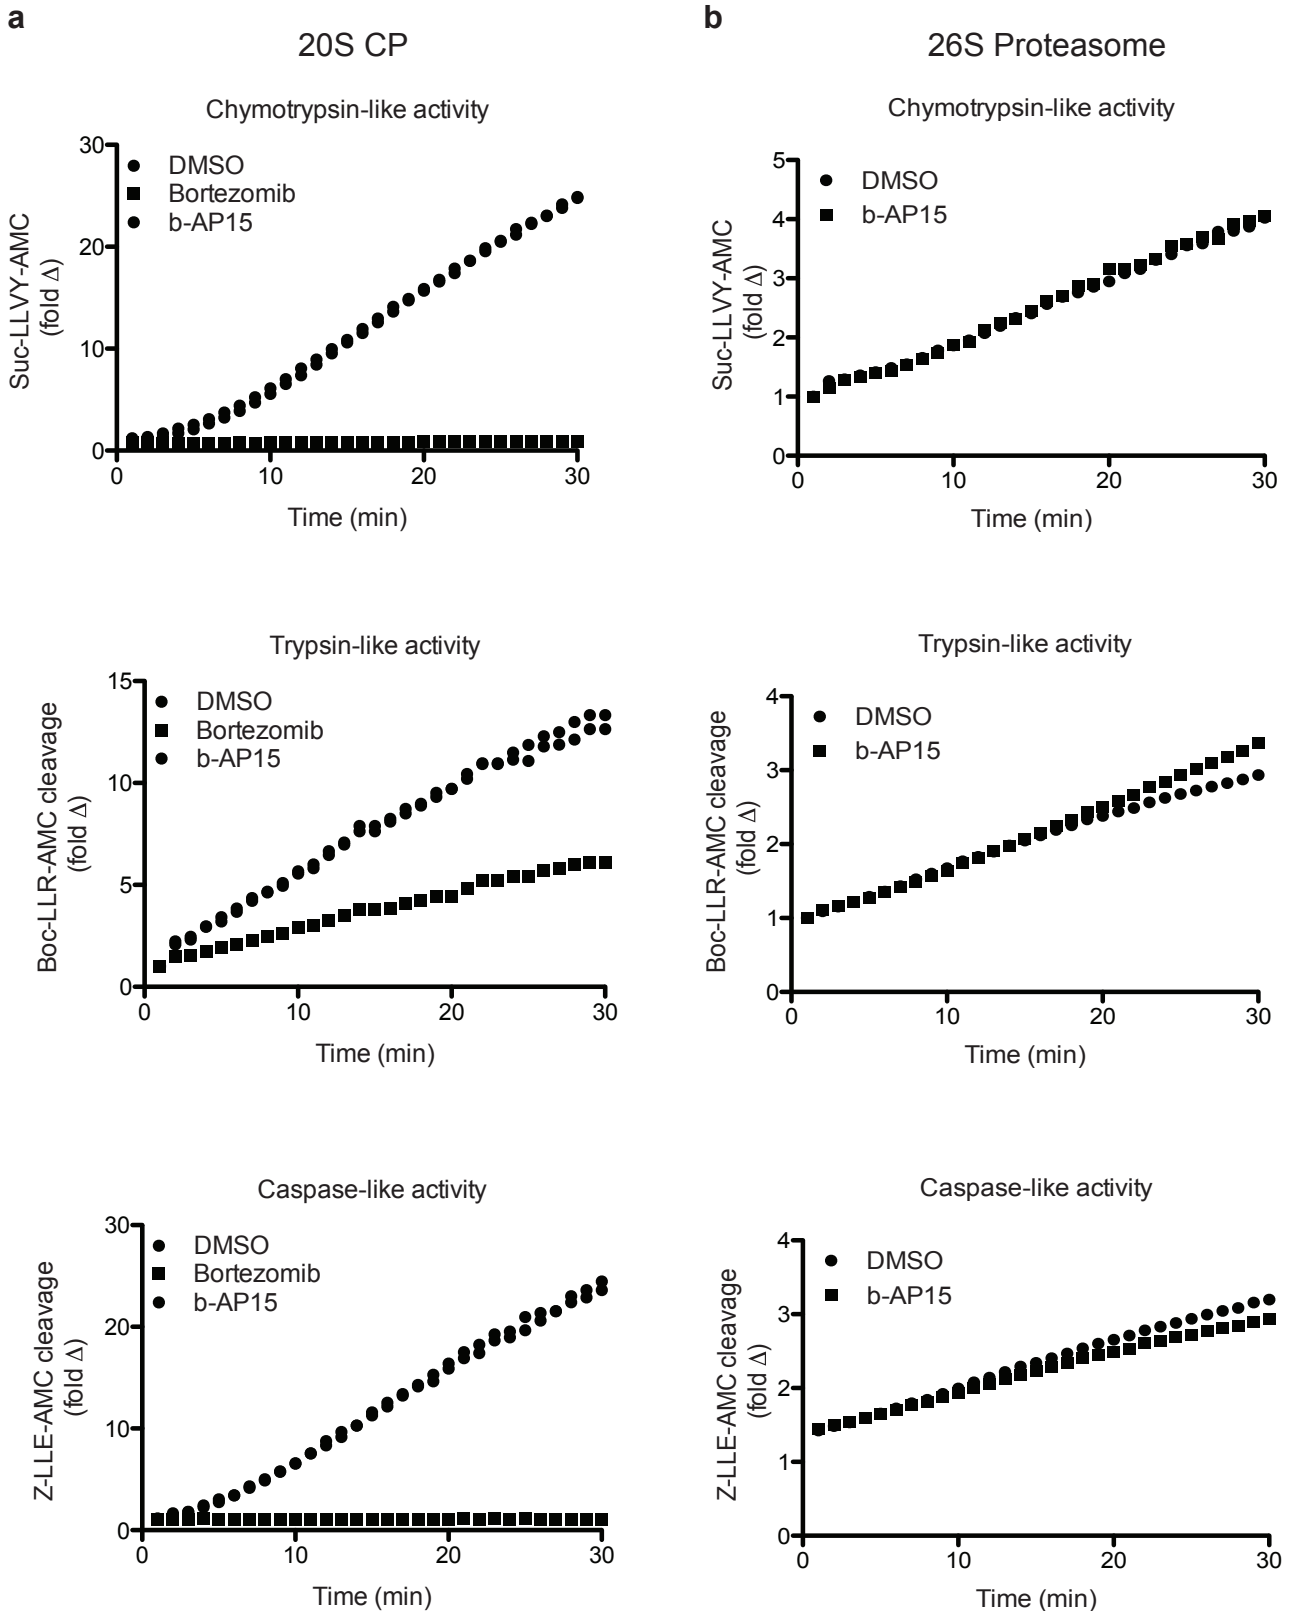 a
20S CP
Chymotrypsin-like activity
Suc-LLVY-AMC
(fold Δ)
30
20
10
0
DMSO
Bortezomib
b-AP15
0 10 20 30
Time (min)
Trypsin-like activity
Boc-LLR-AMC cleavage
(fold Δ)
15
10
5
0
DMSO
Bortezomib
b-AP15
0 10 20 30
Time (min)
Caspase-like activity
Z-LLE-AMC cleavage
(fold Δ)
30
20
10
0
DMSO
Bortezomib
b-AP15
0 10 20 30
Time (min)
b
26S Proteasome
Chymotrypsin-like activity
Suc-LLVY-AMC
(fold Δ)
5
4
3
2
1
0
DMSO
b-AP15
0 10 20 30
Time (min)
Trypsin-like activity
Boc-LLR-AMC cleavage
(fold Δ)
4
3
2
1
0
DMSO
b-AP15
0 10 20 30
Time (min)
Caspase-like activity
Z-LLE-AMC cleavage
(fold Δ)
4
3
2
1
0
DMSO
b-AP15
0 10 20 30
Time (min)